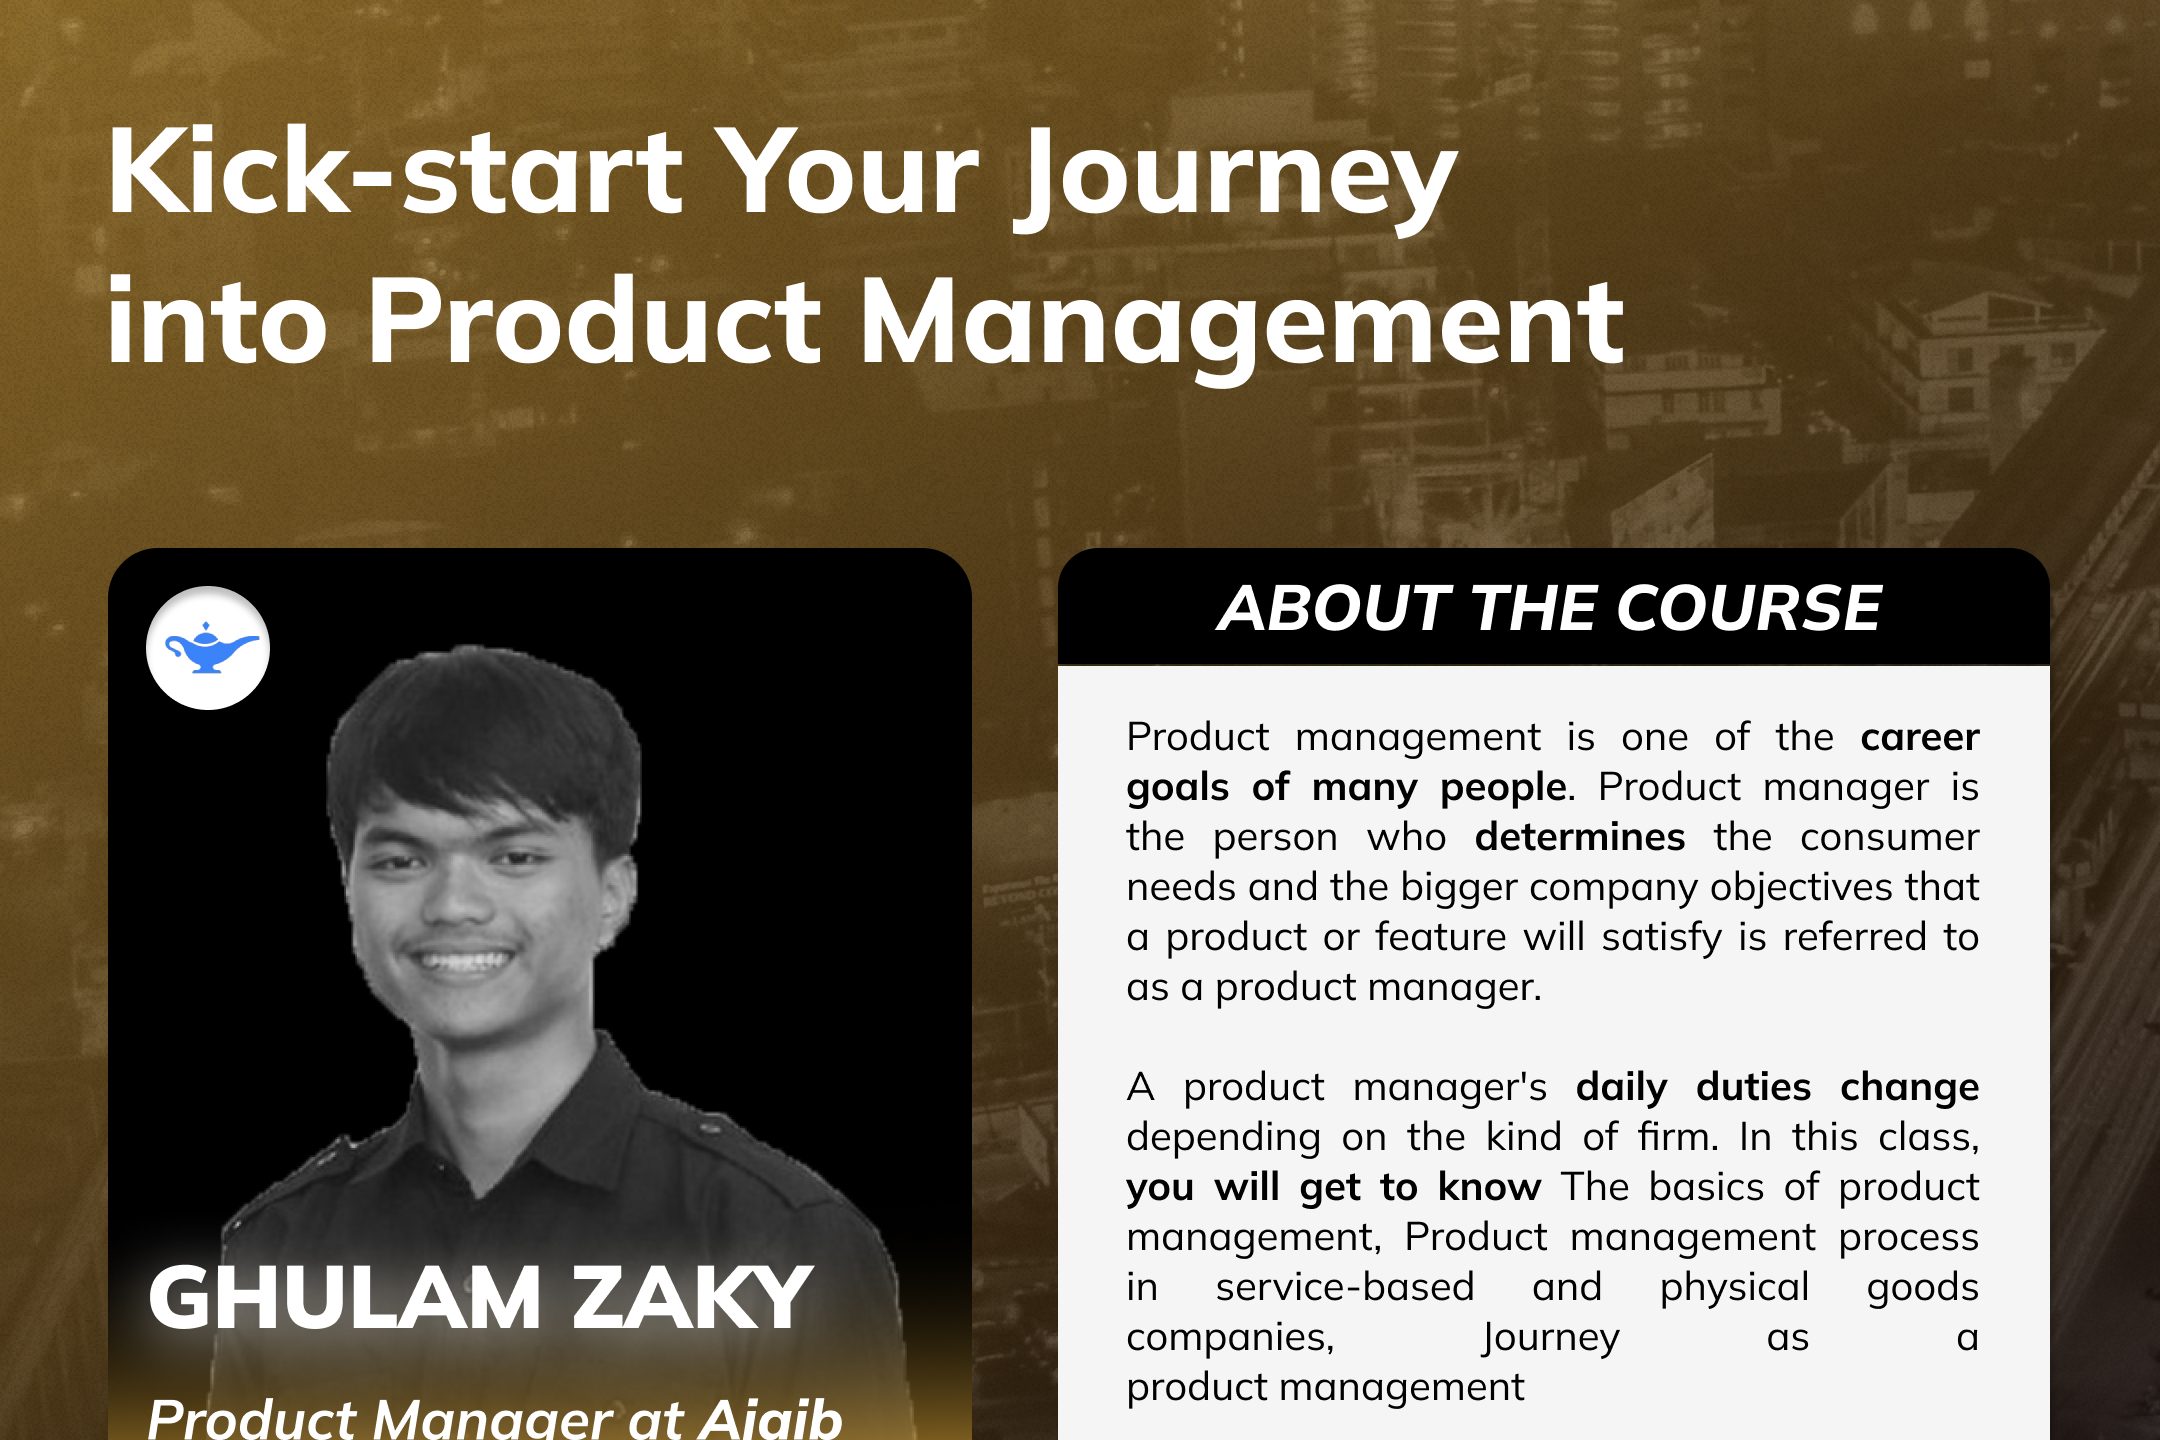 Kick-start Your Journey
into Product Management
GHULAM ZAKY
Product Manager at Ajaib
ABOUT THE COURSE
Product management is one of the career
goals of many people. Product manager is
the person who determines the consumer
needs and the bigger company objectives that
a product or feature will satisfy is referred to
as a product manager.
A product manager's daily duties change
depending on the kind of firm. In this class,
you will get to know The basics of product
management, Product management process
in service-based and physical goods
companies, Journey as a
product management